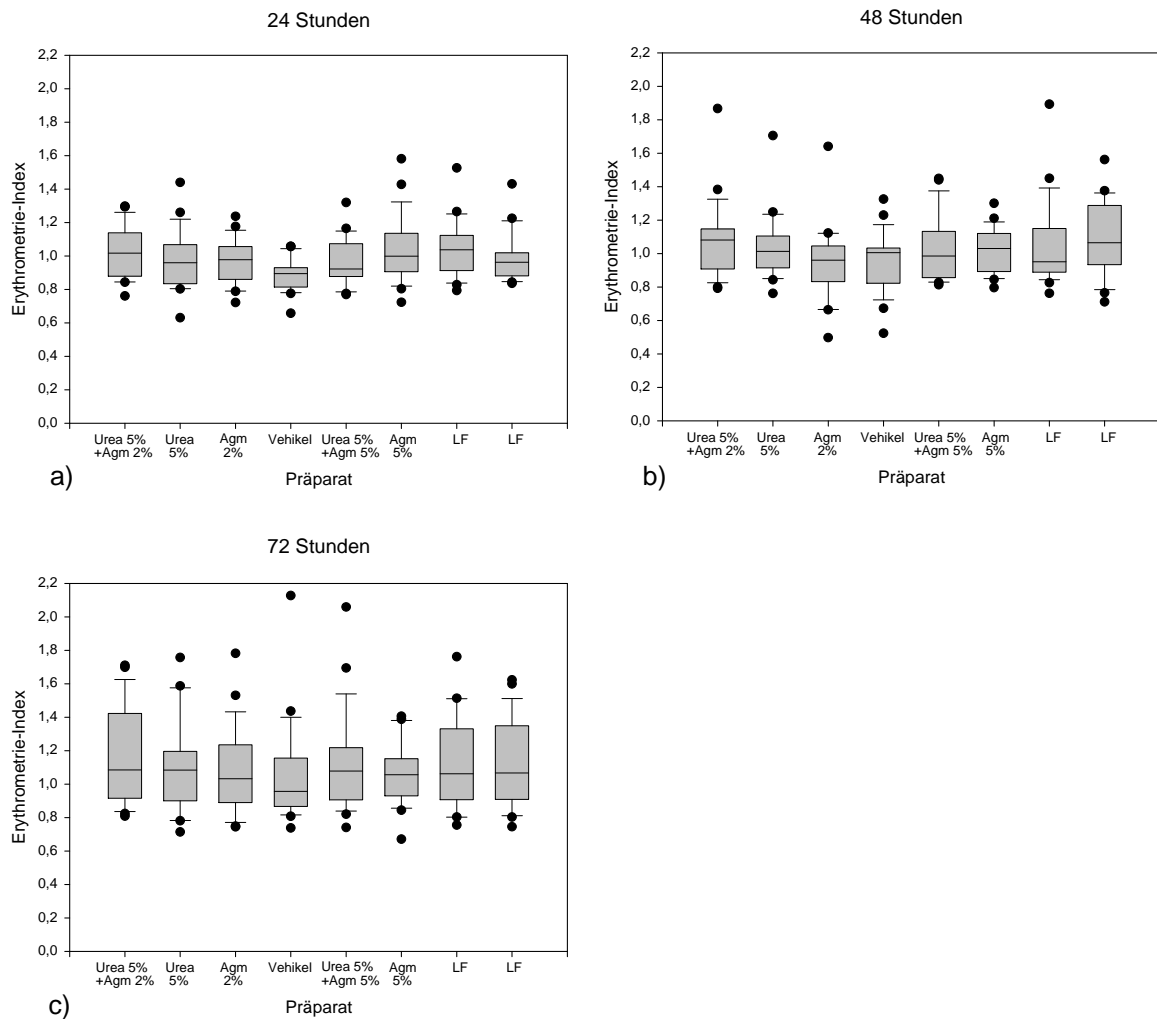 24 Stunden
2,2
2,0
1,8
1,6
1,4
1,2
1,0
0,8
0,6
0,4
0,2
0,0
Erythrometrie-Index
Urea 5% Urea Agm Vehikel Urea 5% Agm LF LF
+Agm 2% 5% 2% +Agm 5% 5%
Präparat
a)
48 Stunden
2,2
2,0
1,8
1,6
1,4
1,2
1,0
0,8
0,6
0,4
0,2
0,0
Erythrometrie-Index
Urea 5% Urea Agm Vehikel Urea 5% Agm LF LF
+Agm 2% 5% 2% +Agm 5% 5%
Präparat
b)
72 Stunden
2,2
2,0
1,8
1,6
1,4
1,2
1,0
0,8
0,6
0,4
0,2
0,0
Erythrometrie-Index
Urea 5% Urea Agm Vehikel Urea 5% Agm LF LF
+Agm 2% 5% 2% +Agm 5% 5%
Präparat
c)